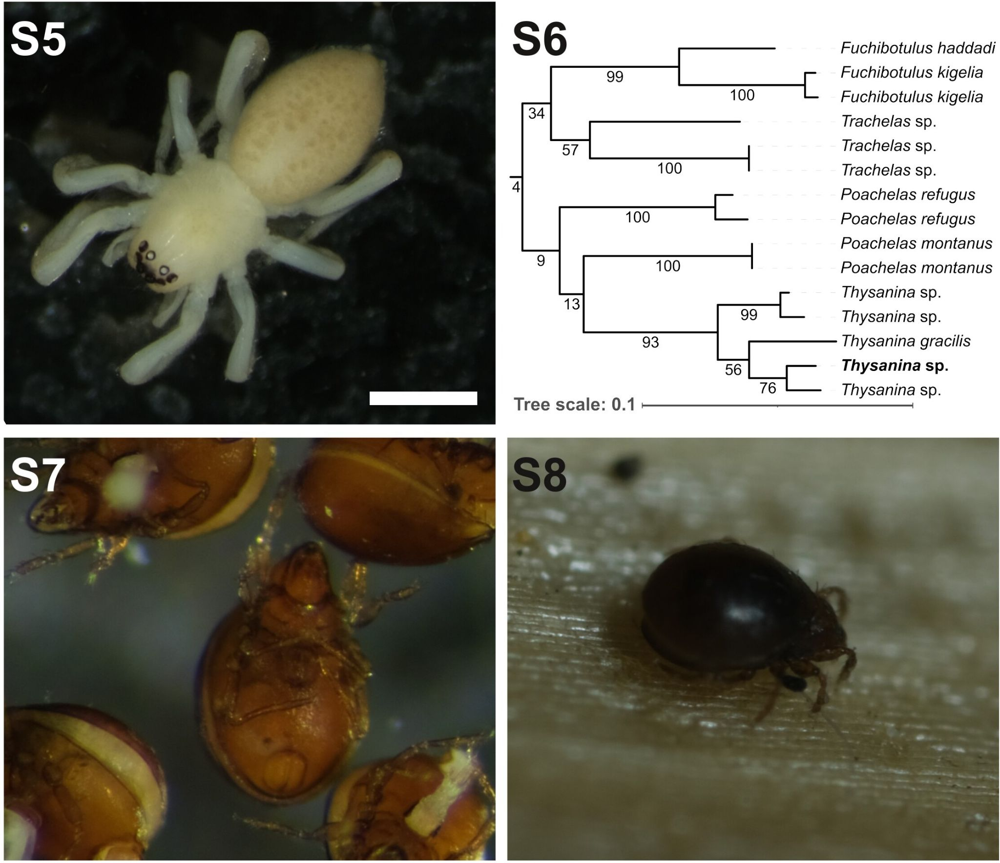 S5
S6
Fuchibotulus haddadi
99
Fuchibotulus kigelia
100
Fuchibotulus kigelia
34
Trachelas sp.
57
Trachelas sp.
100
Trachelas sp.
4
Poachelas refugus
100
Poachelas refugus
9
Poachelas montanus
100
Poachelas montanus
13
Thysanina sp.
99
Thysanina sp.
93
Thysanina gracilis
56
Thysanina sp.
76
Thysanina sp.
Tree scale: 0.1
S7
S8